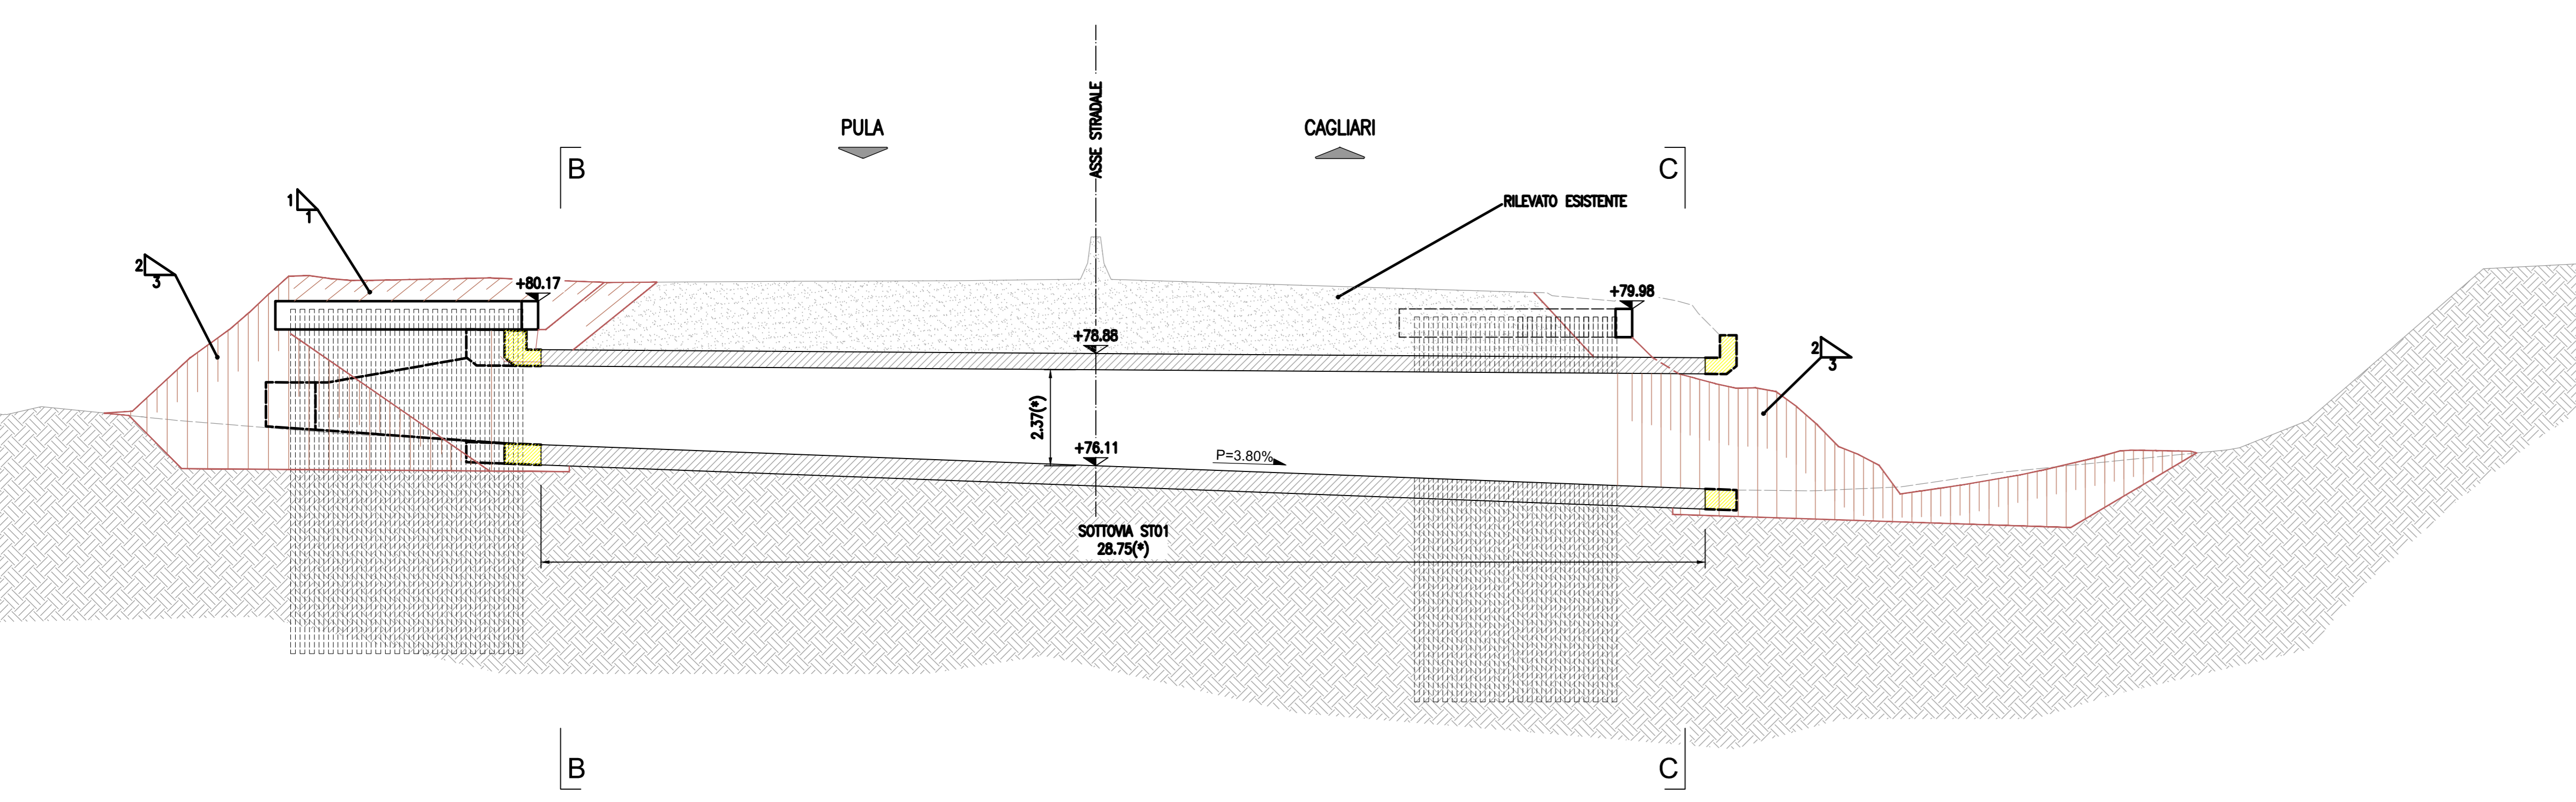 ASSE STRADALE
PULA
CAGLIARI
B
C
1
1
RILEVATO ESISTENTE
2
3
+80.17
+79.98
+78.88
2
3
2.37(*)
+76.11
P=3.80%
SOTTOVIA ST01
28.75(*)
B
C